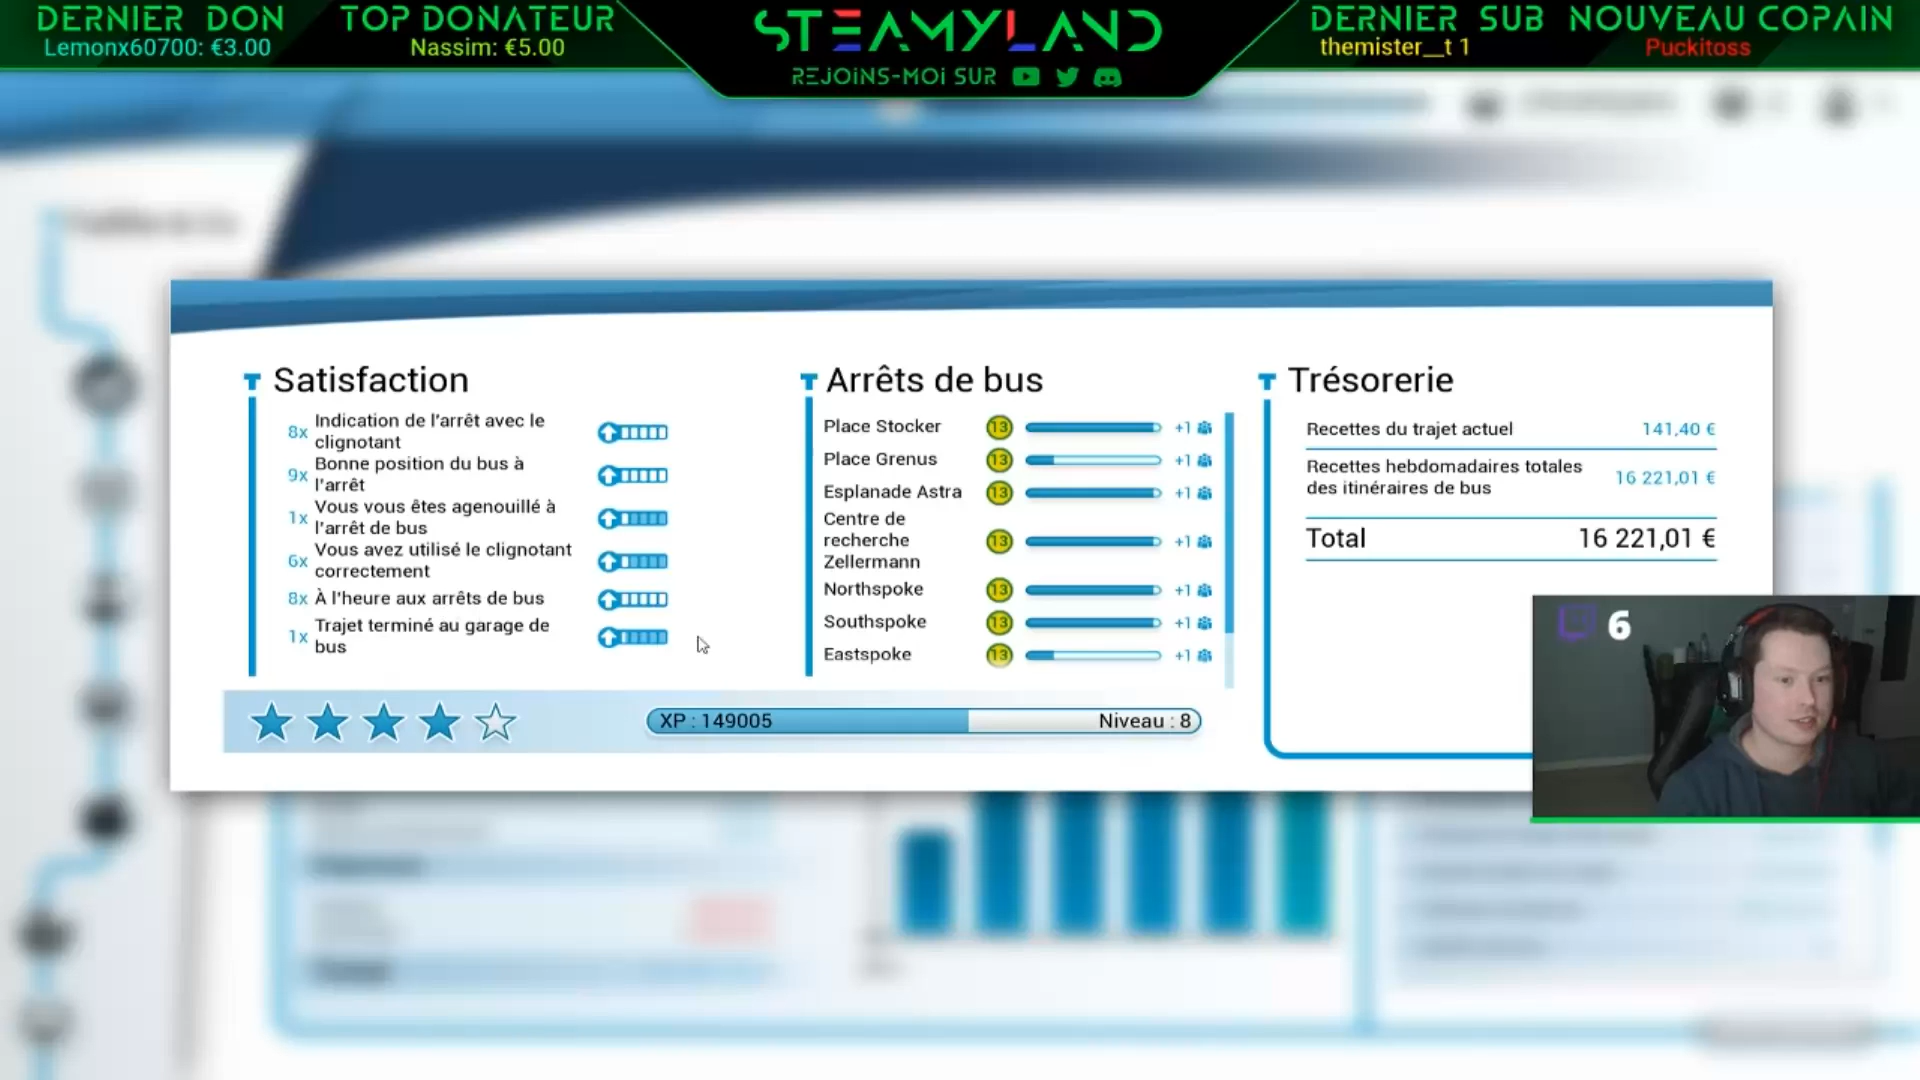 DERNIER DON
Lemonx60700: €3.00
TOP DONATEUR
Nassim: €5.00
STEAMYLAND
REJOINS-MOI SUR
DERNIER SUB
themister__t 1
NOUVEAU COPAIN
Puckitoss
Satisfaction
8x Indication de l'arrêt avec le
clignotant
9x Bonne position du bus à
l'arrêt
1x Vous vous êtes agenouillé à
l'arrêt de bus
6x Vous avez utilisé le clignotant
correctement
8x À l'heure aux arrêts de bus
1x Trajet terminé au garage de
bus
XP : 149005 Niveau : 8
Arrêts de bus
Place Stocker 13 +1
Place Grenus 13 +1
Esplanade Astra 13 +1
Centre de
recherche 13 +1
Zellermann
Northspoke 13 +1
Southspoke 13 +1
Eastspoke 13 +1
Trésorerie
Recettes du trajet actuel 141,40 €
Recettes hebdomadaires totales
des itinéraires de bus 16 221,01 €
Total 16 221,01 €
6